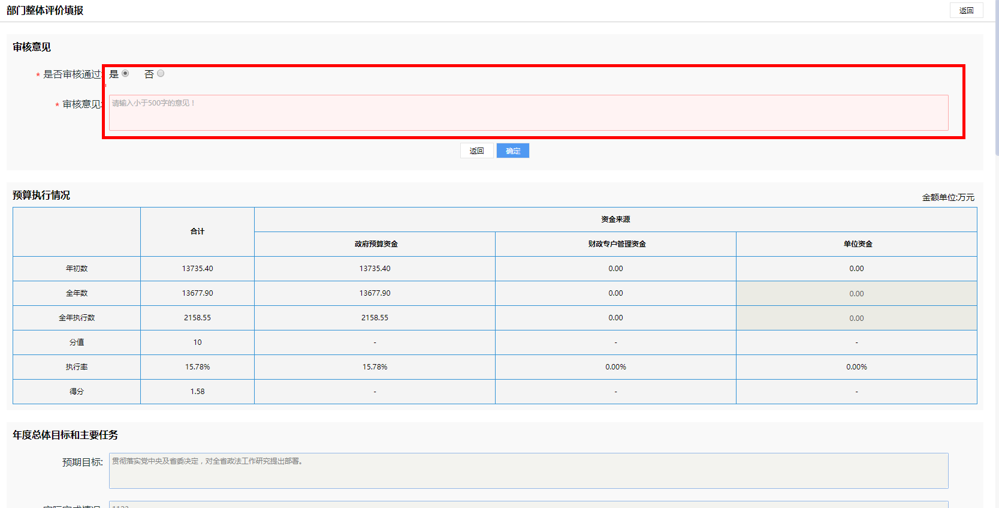 部门整体评价填报
返回
审核意见
* 是否审核通过: 是 否
* 审核意见: 请输入小于500字的意见！
返回 确定
预算执行情况
金额单位:万元
合计 资金来源
政府预算资金 财政专户管理资金 单位资金
年初数 13735.40 13735.40 0.00 0.00
全年数 13677.90 13677.90 0.00 0.00
全年执行数 2158.55 2158.55 0.00 0.00
分值 10 - - -
执行率 15.78% 15.78% 0.00% 0.00%
得分 1.58 - - -
年度总体目标和主要任务
预期目标: 贯彻落实党中央及省委决定，对全省政法工作研究提出部署。